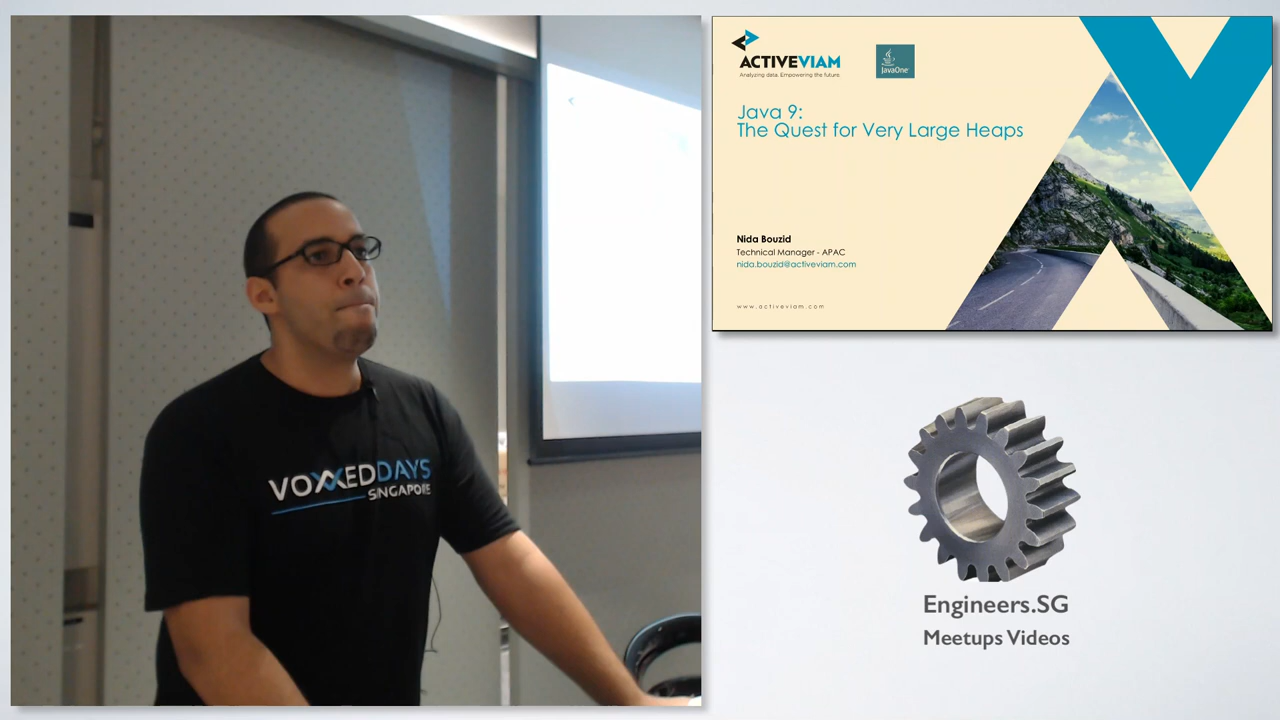 VOXXEDDAYS
SINGAPORE
ACTIVEVIAM
Analyzing data. Empowering the future.
JavaOne
Java 9:
The Quest for Very Large Heaps
Nida Bouzid
Technical Manager - APAC
nida.bouzid@activeviam.com
www.activeviam.com
Engineers.SG
Meetups Videos